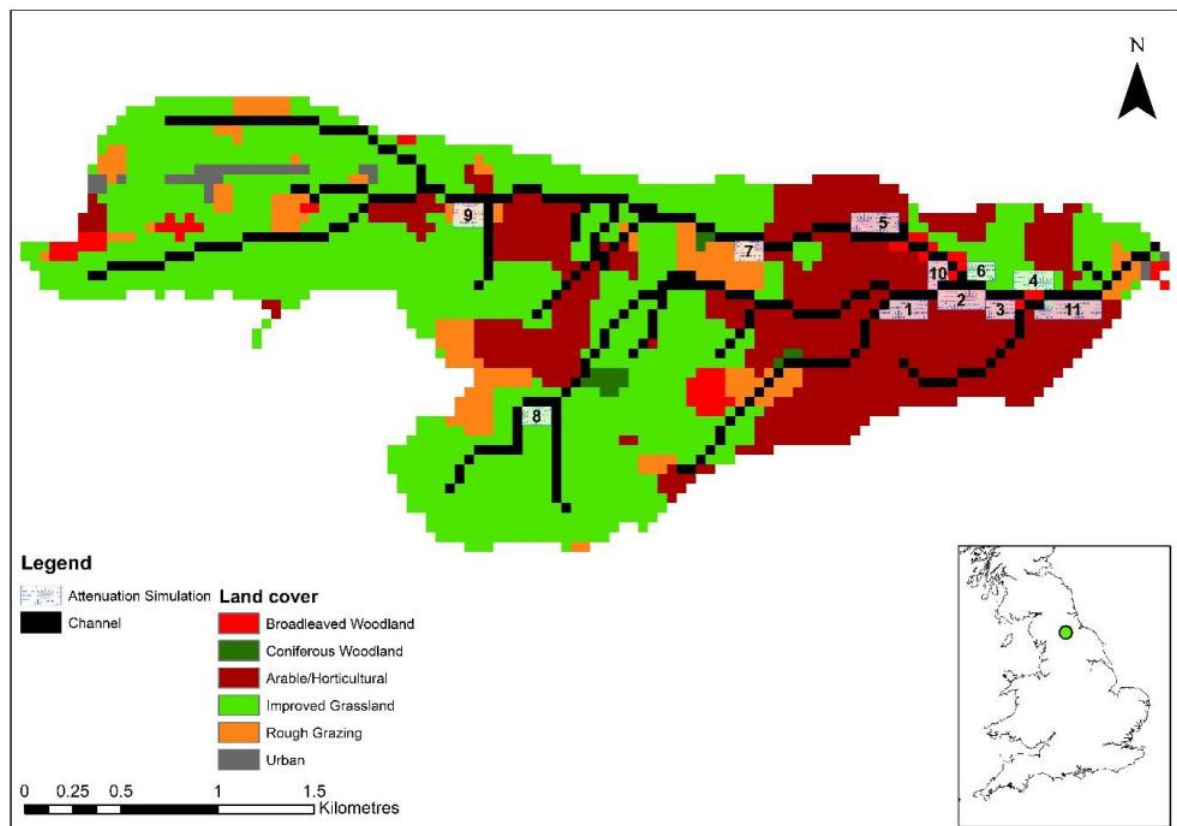 N
5
9
7
10
6
4
1
2
3
11
8
Legend
Attenuation Simulation
Channel
Land cover
Broadleaved Woodland
Coniferous Woodland
Arable/Horticultural
Improved Grassland
Rough Grazing
Urban
0 0.25 0.5 1 1.5
Kilometres